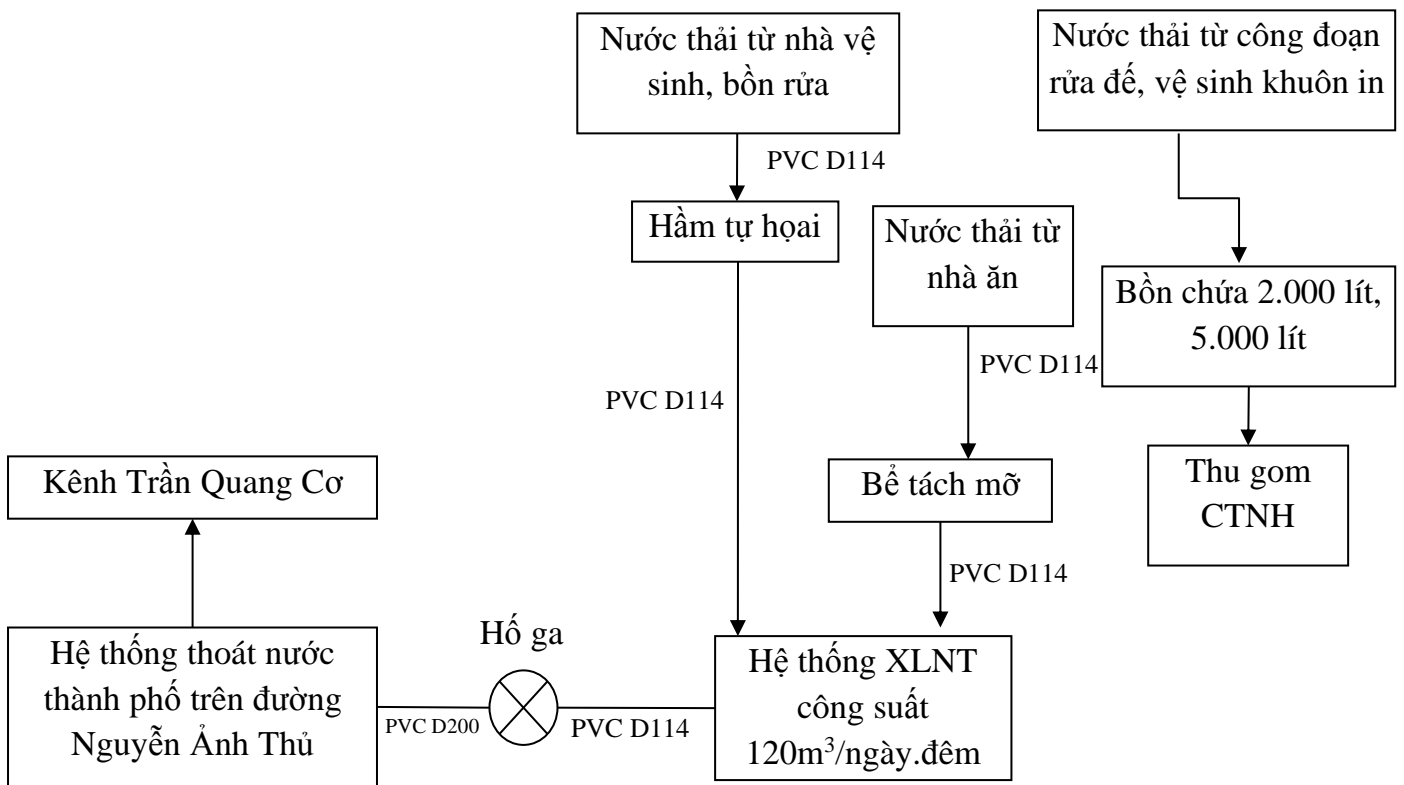 Nước thải từ nhà vệ
sinh, bồn rửa
Nước thải từ công đoạn
rửa đế, vệ sinh khuôn in
PVC D114
Hầm tự họai
Nước thải từ
nhà ăn
Bồn chứa 2.000 lít,
5.000 lít
PVC D114
PVC D114
Kênh Trần Quang Cơ
Bể tách mỡ
Thu gom
CTNH
PVC D114
Hố ga
Hệ thống thoát nước
thành phố trên đường
Nguyễn Ảnh Thủ
PVC D200
PVC D114
Hệ thống XLNT
công suất
120m³/ngày.đêm